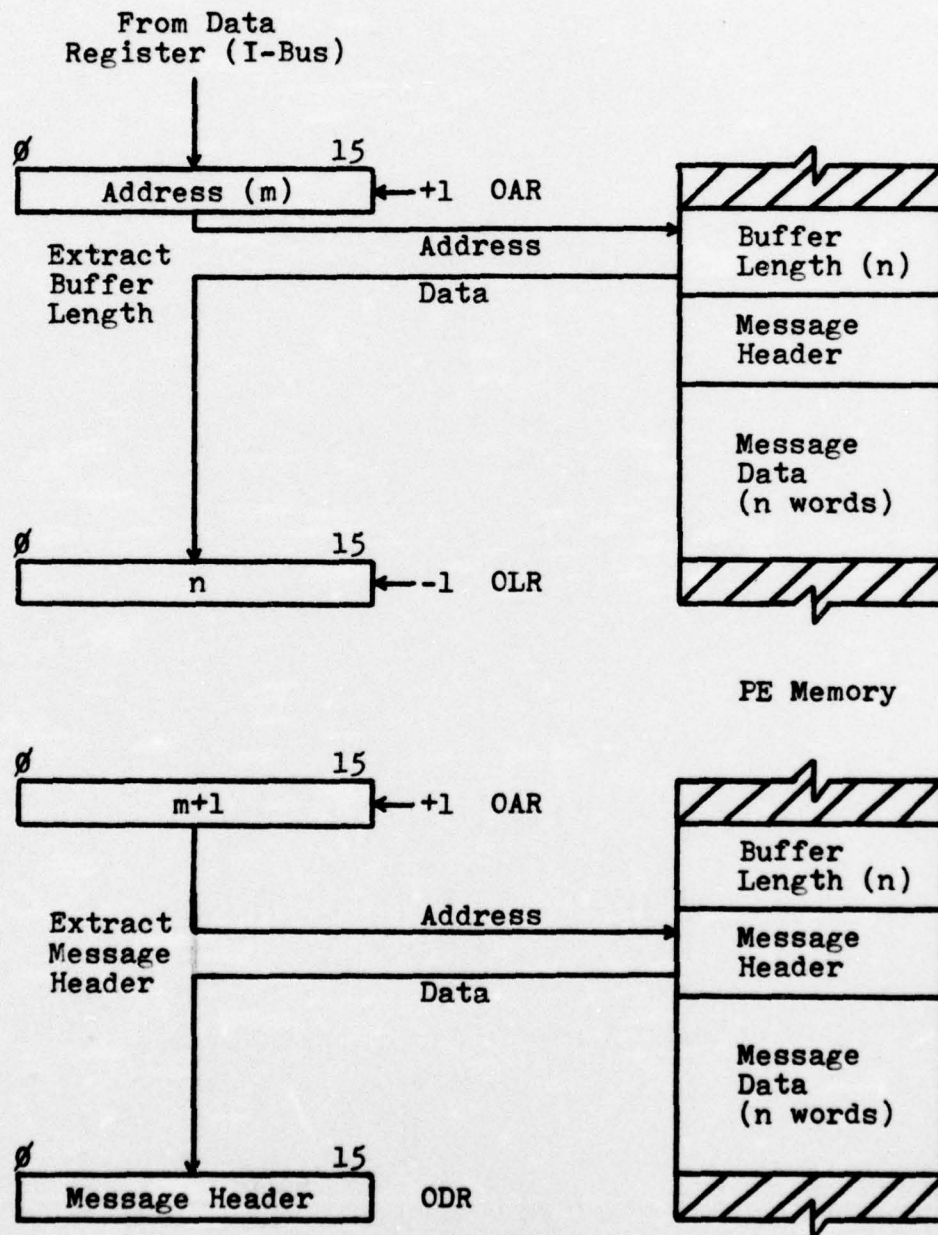 From Data
Register (I-Bus)
Ø 15
Address (m) +1 OAR
Address
Extract
Buffer
Length
Data
Buffer
Length (n)
Message
Header
Message
Data
(n words)
Ø 15
n -1 OLR
PE Memory
Ø 15
m+1 +1 OAR
Buffer
Length (n)
Extract
Message
Header
Address
Data
Message
Header
Message
Data
(n words)
Ø 15
Message Header ODR